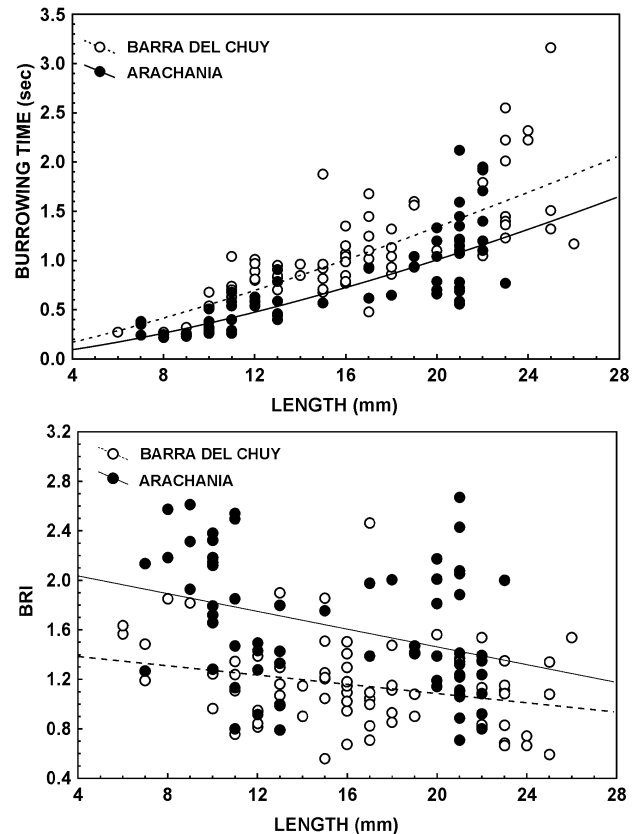 BARRA DEL CHUY
ARACHANIA
BURROWING TIME (sec)
3.5
3.0
2.5
2.0
1.5
1.0
0.5
0.0
4 8 12 16 20 24 28
LENGTH (mm)
BARRA DEL CHUY
ARACHANIA
BRI
3.2
2.8
2.4
2.0
1.6
1.2
0.8
0.4
4 8 12 16 20 24 28
LENGTH (mm)